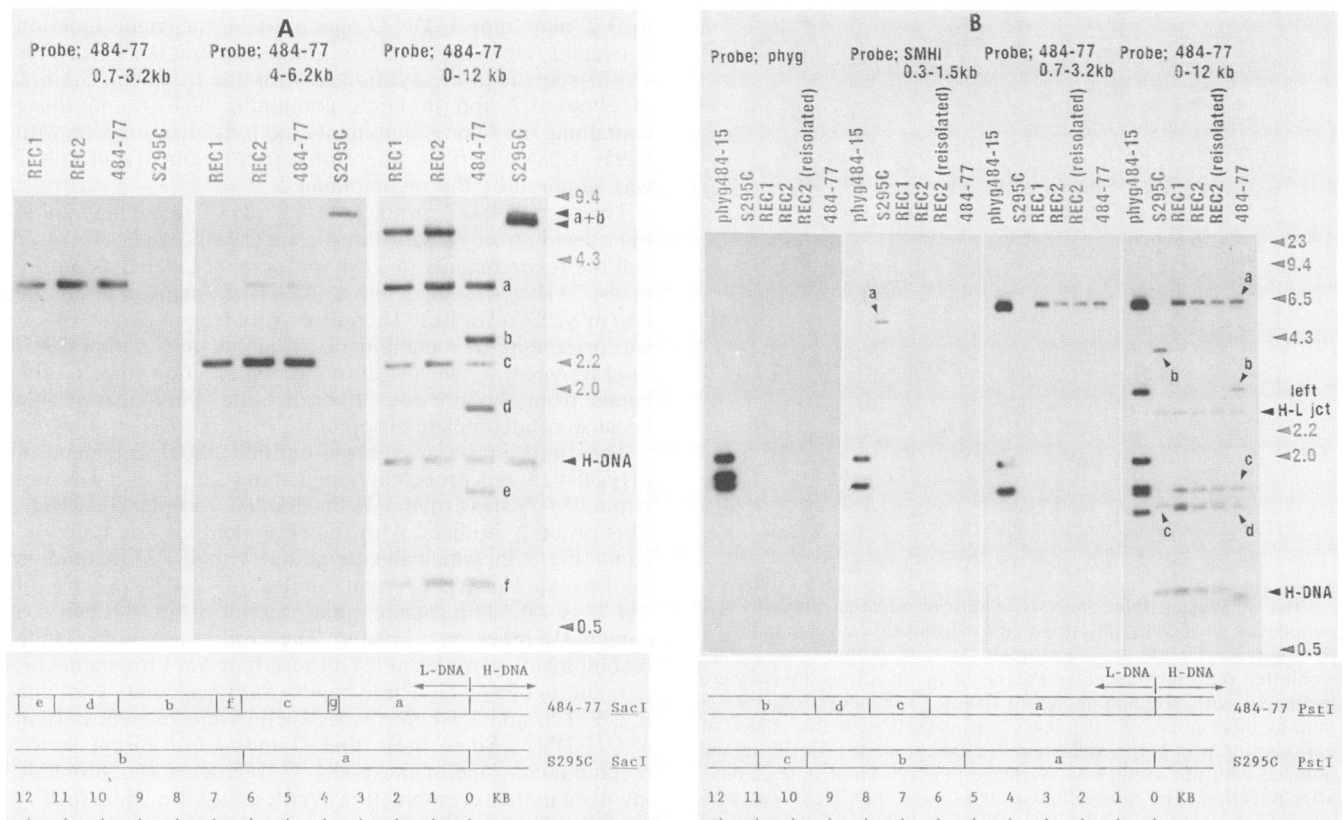 A
Probe; 484-77
0.7-3.2kb
Probe; 484-77
4-6.2kb
Probe; 484-77
0-12 kb
REC1
REC2
484-77
S295C
REC1
REC2
484-77
S295C
REC1
REC2
484-77
S295C
9.4
a+b
4.3
a
b
c
2.2
2.0
d
H-DNA
e
f
0.5
L-DNA H-DNA
e d b f c g a
484-77 SacI
b a
S295C SacI
12 11 10 9 8 7 6 5 4 3 2 1 0 KB
B
Probe; phyg
Probe; SMHI
0.3-1.5kb
Probe; 484-77
0.7-3.2kb
Probe; 484-77
0-12 kb
phyg484-15
S295C
REC1
REC2
REC2 (reisolated)
484-77
phyg484-15
S295C
REC1
REC2
REC2 (reisolated)
484-77
phyg484-15
S295C
REC1
REC2
REC2 (reisolated)
484-77
phyg484-15
S295C
REC1
REC2
REC2 (reisolated)
484-77
23
9.4
a
6.5
a
4.3
b
b
left
H-L jct
2.2
2.0
c
c
d
H-DNA
0.5
L-DNA H-DNA
b d c a
484-77 PstI
c b a
S295C PstI
12 11 10 9 8 7 6 5 4 3 2 1 0 KB